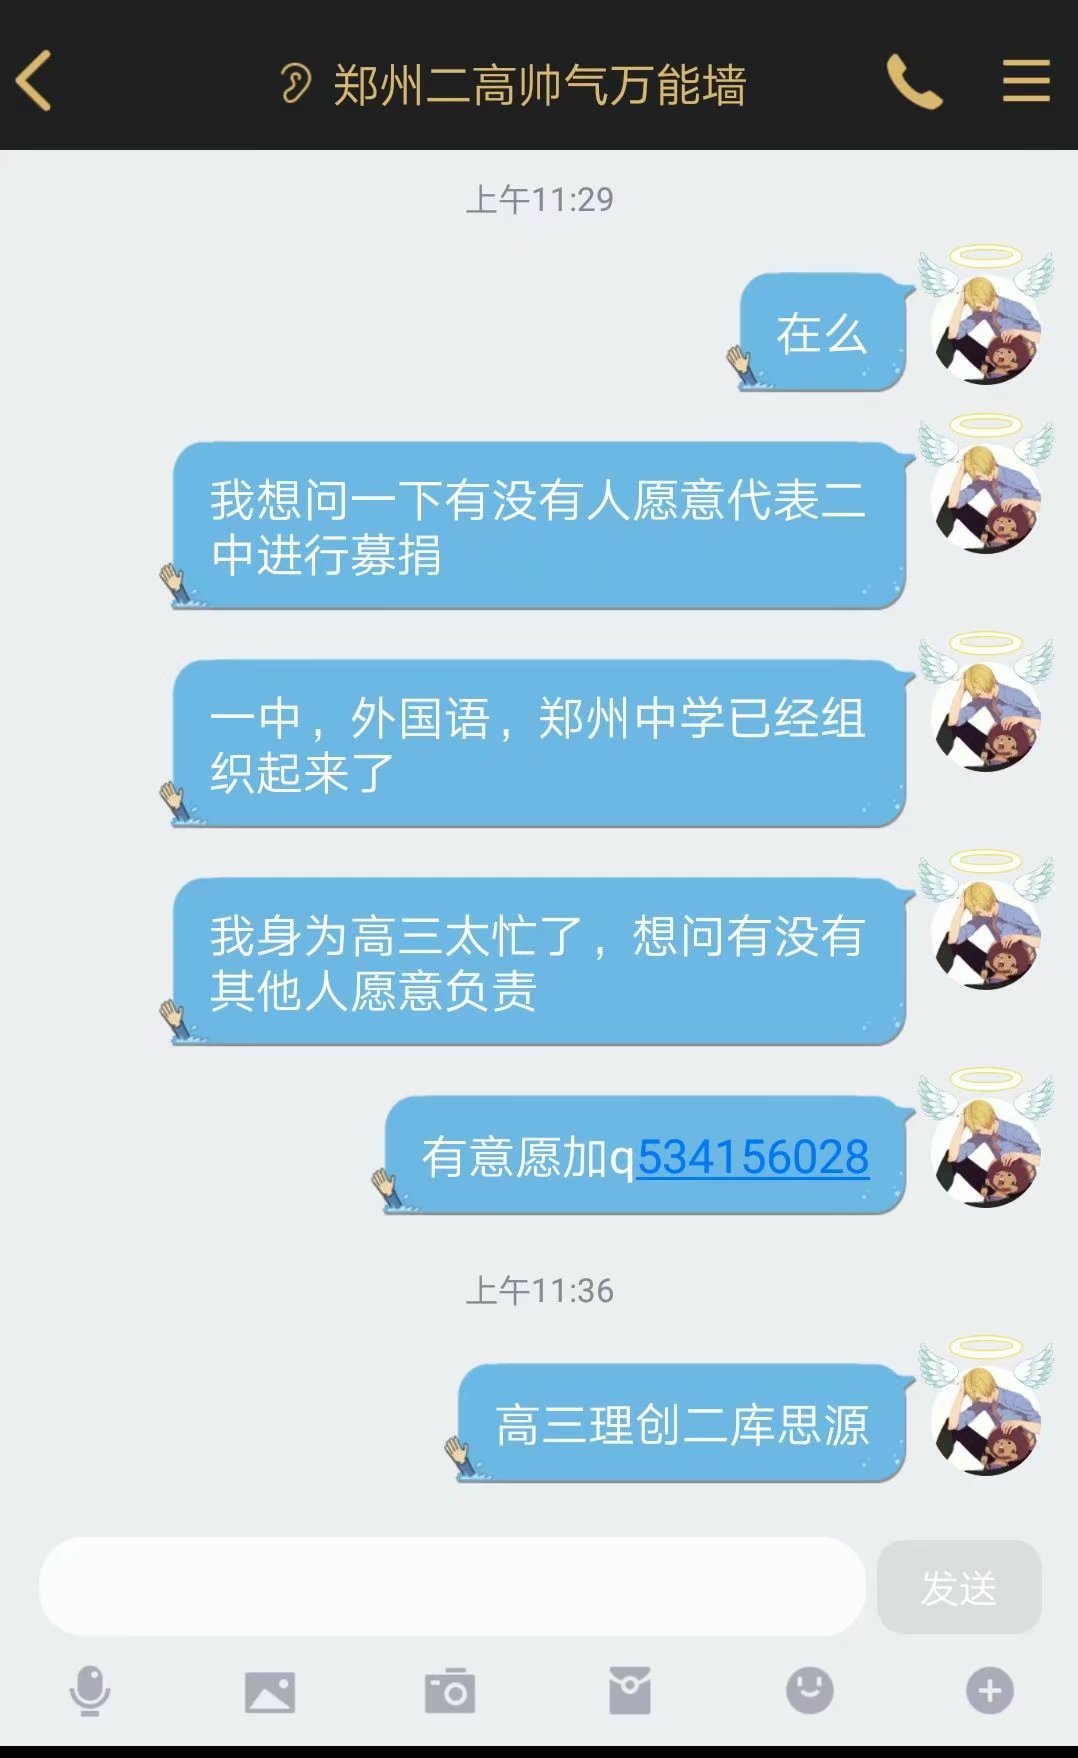 郑州二高帅气万能墙
上午11:29
在么
我想问一下有没有人愿意代表二
中进行募捐
一中，外国语，郑州中学已经组
织起来了
我身为高三太忙了，想问有没有
其他人愿意负责
有意愿加q534156028
上午11:36
高三理创二库思源
发送